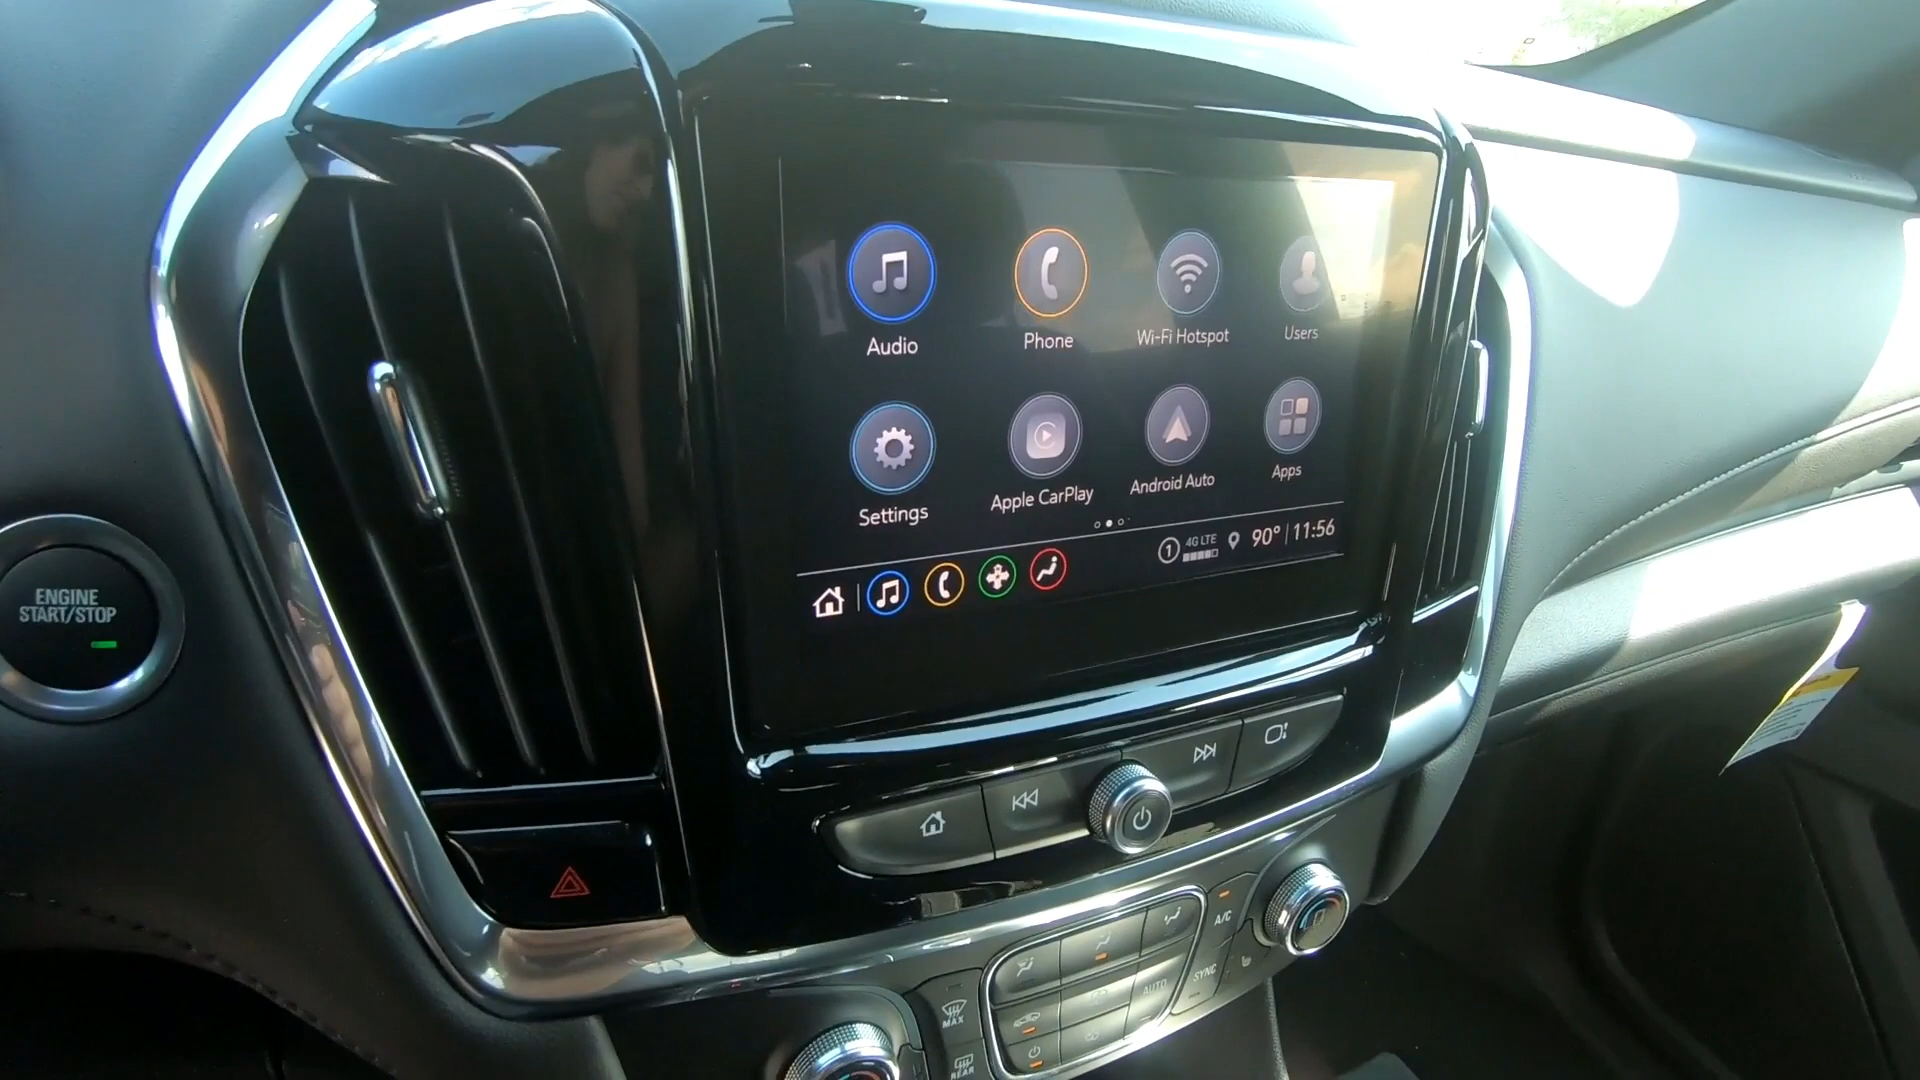 Audio
Phone
Wi-Fi Hotspot
Users
Settings
Apple CarPlay
Android Auto
Apps
1
4G LTE
90° 11:56
ENGINE
START/STOP
A/C
SYNC
AUTO
MAX
REAR